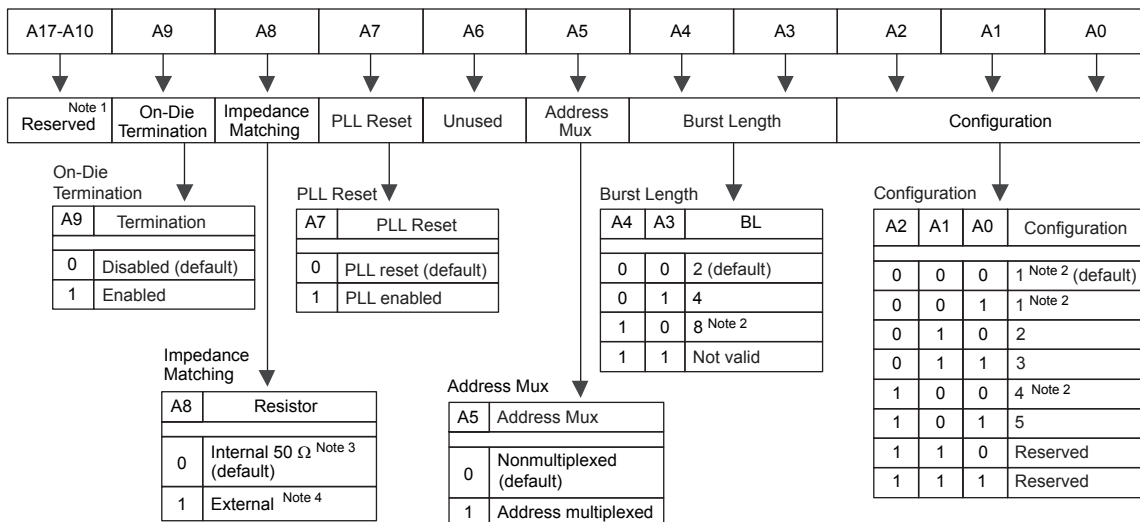 A17-A10 A9 A8 A7 A6 A5 A4 A3 A2 A1 A0
Reserved Note 1
On-Die
Termination
Impedance
Matching
PLL Reset
Unused
Address
Mux
Burst Length
Configuration
On-Die
Termination
A9 Termination
0 Disabled (default)
1 Enabled
PLL Reset
A7 PLL Reset
0 PLL reset (default)
1 PLL enabled
Burst Length
A4 A3 BL
0 0 2 (default)
0 1 4
1 0 8 Note 2
1 1 Not valid
Configuration
A2 A1 A0 Configuration
0 0 0 1 Note 2 (default)
0 0 1 1 Note 2
0 1 0 2
0 1 1 3
1 0 0 4 Note 2
1 0 1 5
1 1 0 Reserved
1 1 1 Reserved
Impedance
Matching
A8 Resistor
0 Internal 50 Ω Note 3
(default)
1 External Note 4
Address Mux
A5 Address Mux
0 Nonmultiplexed
(default)
1 Address multiplexed